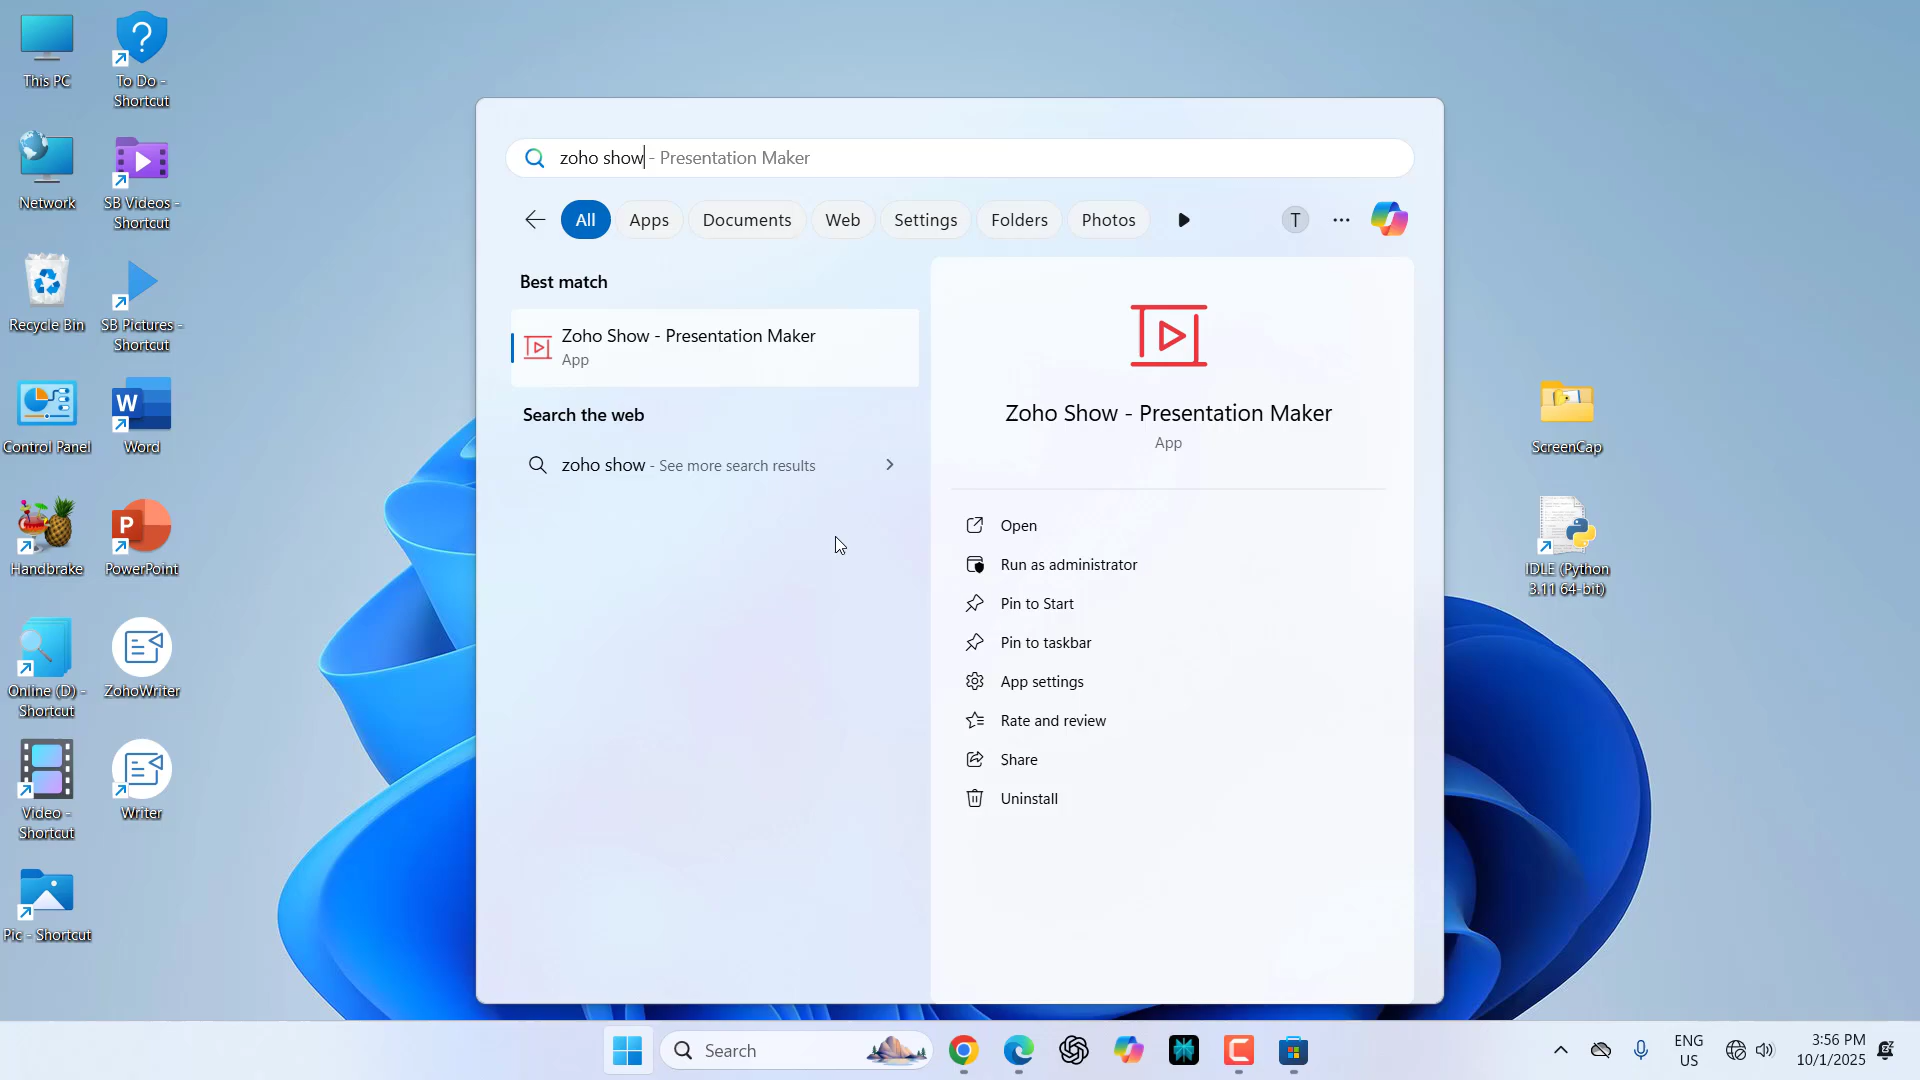 This PC
To Do -
Shortcut
Network
SB Videos -
Shortcut
Recycle Bin
SB Pictures -
Shortcut
Control Panel
W
Word
Handbrake
P
PowerPoint
Online (D) -
Shortcut
ZohoWriter
Video -
Shortcut
Writer
Pic - Shortcut
zoho show - Presentation Maker
All
Apps
Documents
Web
Settings
Folders
Photos
T
Best match
Zoho Show - Presentation Maker
App
Search the web
zoho show - See more search results
Zoho Show - Presentation Maker
App
Open
Run as administrator
Pin to Start
Pin to taskbar
App settings
Rate and review
Share
Uninstall
ScreenCap
IDLE (Python
3.11 64-bit)
Search
ENG
US
3:56 PM
10/1/2025